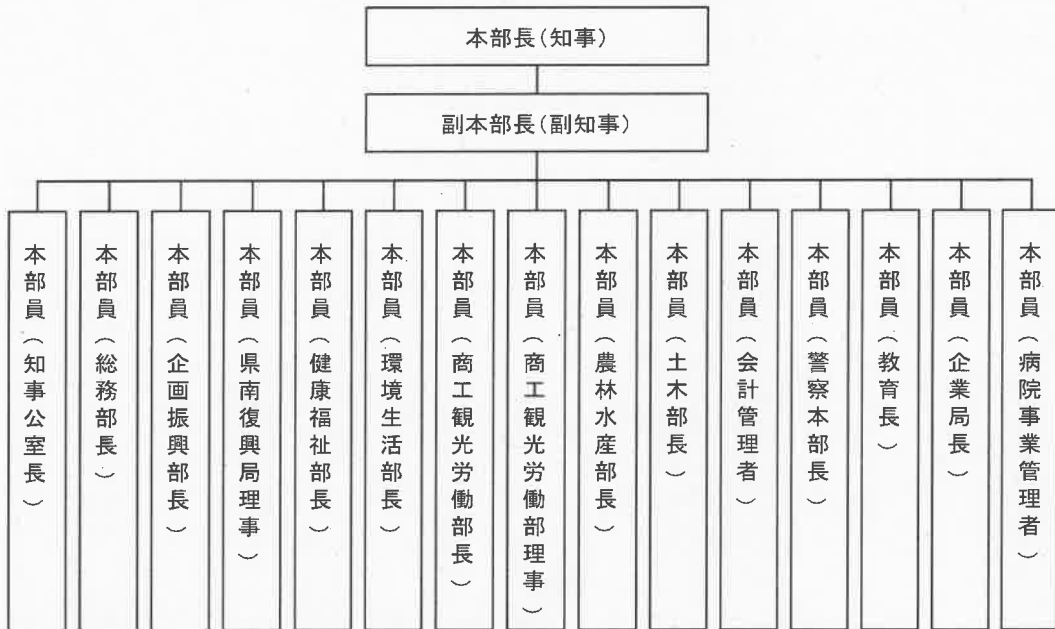 本部長(知事)
副本部長(副知事)
本部員(知事公室長)
本部員(総務部長)
本部員(企画振興部長)
本部員(県南復興局理事)
本部員(健康福祉部長)
本部員(環境生活部長)
本部員(商工観光労働部長)
本部員(商工観光労働部理事)
本部員(農林水産部長)
本部員(土木部長)
本部員(会計管理者)
本部員(警察本部長)
本部員(教育長)
本部員(企業局長)
本部員(病院事業管理者)